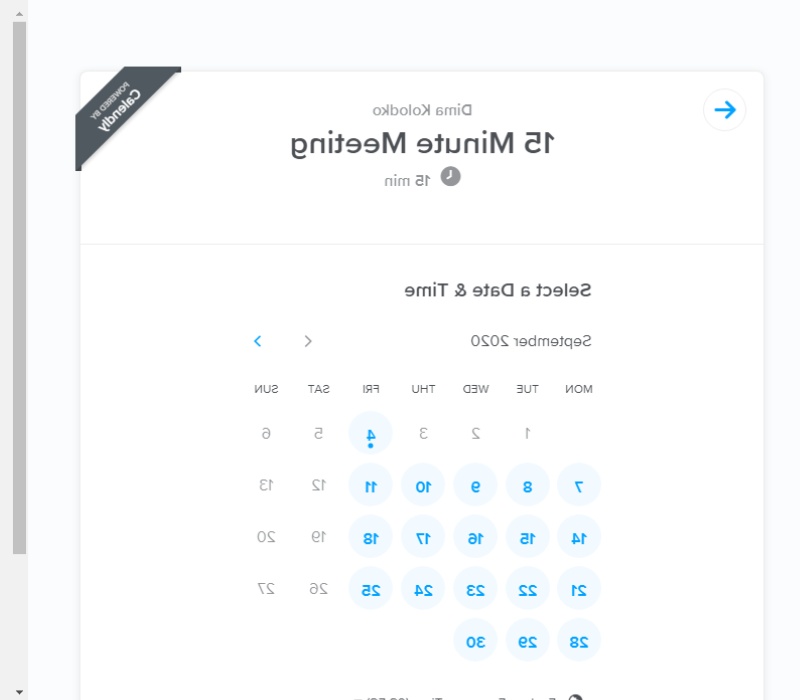 POWERED BY
Calendly
Dima Kolodko
15 Minute Meeting
15 min
Select a Date & Time
September 2020
MON TUE WED THU FRI SAT SUN
1 2 3 4 5 6
7 8 9 10 11 12 13
14 15 16 17 18 19 20
21 22 23 24 25 26 27
28 29 30